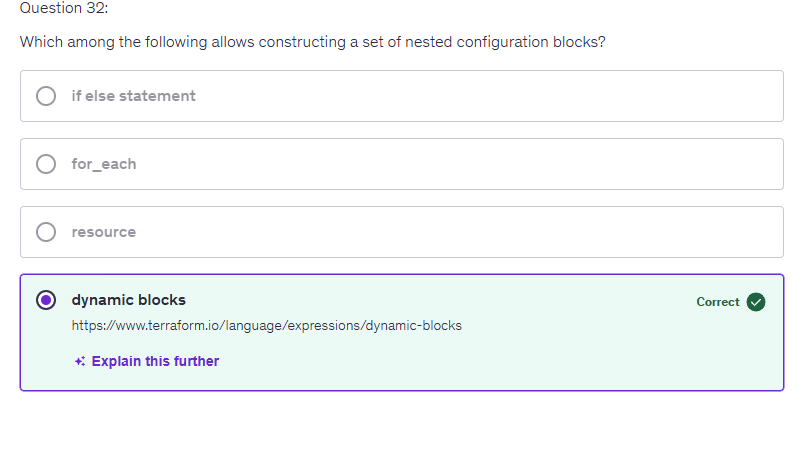 Question 32:
Which among the following allows constructing a set of nested configuration blocks?
if else statement
for_each
resource
dynamic blocks
Correct
https://www.terraform.io/language/expressions/dynamic-blocks
Explain this further